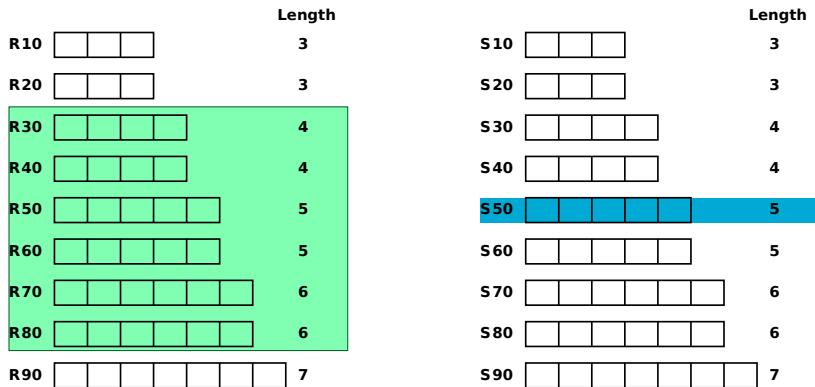 Length Length
R10 3 S10 3
R20 3 S20 3
R30 4 S30 4
R40 4 S40 4
R50 5 S50 5
R60 5 S60 5
R70 6 S70 6
R80 6 S80 6
R90 7 S90 7